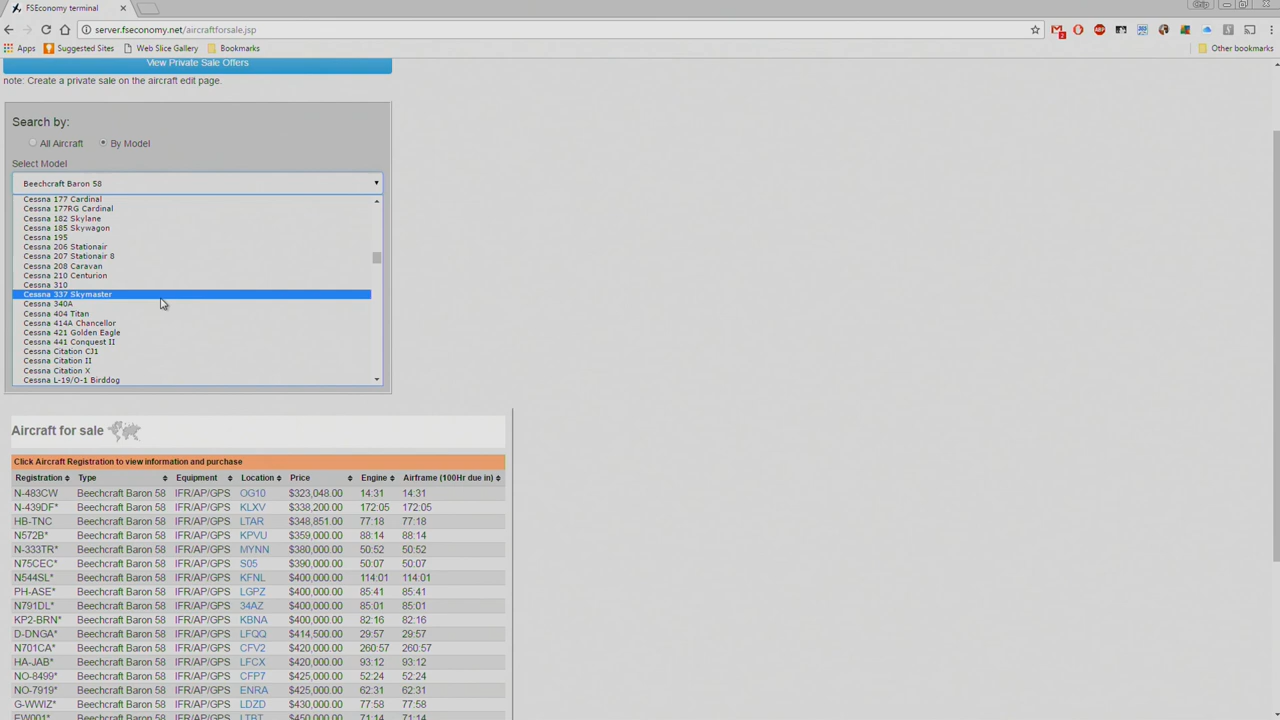 FSEconomy terminal
Chip
server.fseconomy.net/aircraftforsale.jsp
Apps Suggested Sites Web Slice Gallery Bookmarks Other bookmarks
View Private Sale Offers
note: Create a private sale on the aircraft edit page.
Search by:
All Aircraft By Model
Select Model
Beechcraft Baron 58
Cessna 177 Cardinal
Cessna 177RG Cardinal
Cessna 182 Skylane
Cessna 185 Skywagon
Cessna 195
Cessna 206 Stationair
Cessna 207 Stationair 8
Cessna 208 Caravan
Cessna 210 Centurion
Cessna 310
Cessna 337 Skymaster
Cessna 340A
Cessna 404 Titan
Cessna 414A Chancellor
Cessna 421 Golden Eagle
Cessna 441 Conquest II
Cessna Citation CJ1
Cessna Citation II
Cessna Citation X
Cessna L-19/O-1 Birddog
Aircraft for sale
Click Aircraft Registration to view information and purchase
Registration Type Equipment Location Price Engine Airframe (100Hr due in)
N-483CW Beechcraft Baron 58 IFR/AP/GPS OG10 $323,048.00 14:31 14:31
N-439DF* Beechcraft Baron 58 IFR/AP/GPS KLXV $338,200.00 172:05 172:05
HB-TNC Beechcraft Baron 58 IFR/AP/GPS LTAR $348,851.00 77:18 77:18
N572B* Beechcraft Baron 58 IFR/AP/GPS KPVU $359,000.00 88:14 88:14
N-333TR* Beechcraft Baron 58 IFR/AP/GPS MYNN $380,000.00 50:52 50:52
N75CEC* Beechcraft Baron 58 IFR/AP/GPS S05 $390,000.00 50:07 50:07
N544SL* Beechcraft Baron 58 IFR/AP/GPS KFNL $400,000.00 114:01 114:01
PH-ASE* Beechcraft Baron 58 IFR/AP/GPS LGPZ $400,000.00 85:41 85:41
N791DL* Beechcraft Baron 58 IFR/AP/GPS 34AZ $400,000.00 85:01 85:01
KP2-BRN* Beechcraft Baron 58 IFR/AP/GPS KBNA $400,000.00 82:16 82:16
D-DNGA* Beechcraft Baron 58 IFR/AP/GPS LFQQ $414,500.00 29:57 29:57
N701CA* Beechcraft Baron 58 IFR/AP/GPS CFV2 $420,000.00 260:57 260:57
HA-JAB* Beechcraft Baron 58 IFR/AP/GPS LFCX $420,000.00 93:12 93:12
NO-8499* Beechcraft Baron 58 IFR/AP/GPS CFP7 $425,000.00 52:24 52:24
NO-7919* Beechcraft Baron 58 IFR/AP/GPS ENRA $425,000.00 62:31 62:31
G-WWIZ* Beechcraft Baron 58 IFR/AP/GPS LDZD $430,000.00 77:58 77:58
EW001* Beechcraft Baron 58 IFR/AP/GPS LTBT $450,000.00 71:14 71:14